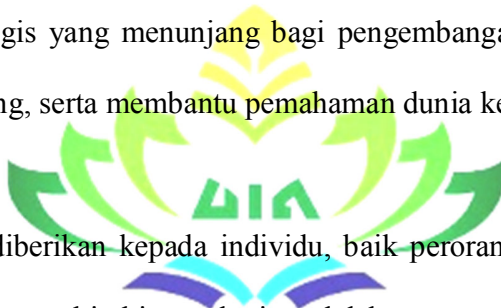 gis yang menunjang bagi pengembanga
ng, serta membantu pemahaman dunia ke
UIN
diberikan kepada individu, baik peroran